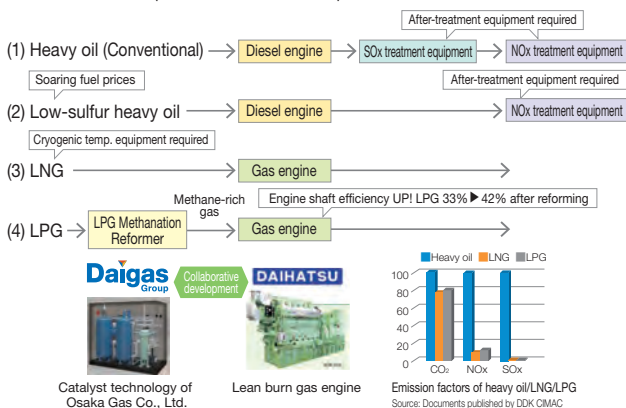 After-treatment equipment required
(1) Heavy oil (Conventional)
Diesel engine
SOx treatment equipment
NOx treatment equipment
Soaring fuel prices
After-treatment equipment required
(2) Low-sulfur heavy oil
Diesel engine
NOx treatment equipment
Cryogenic temp. equipment required
(3) LNG
Gas engine
Methane-rich
gas
Engine shaft efficiency UP! LPG 33%▶42% after reforming
(4) LPG
LPG Methanation
Reformer
Gas engine
Daigas
Group
Collaborative
development
DAIHATSU
Catalyst technology of
Osaka Gas Co., Ltd.
Lean burn gas engine
Heavy oil LNG LPG
100
80
60
40
20
0
CO₂ NOx SOx
Emission factors of heavy oil/LNG/LPG
Source: Documents published by DDK CIMAC